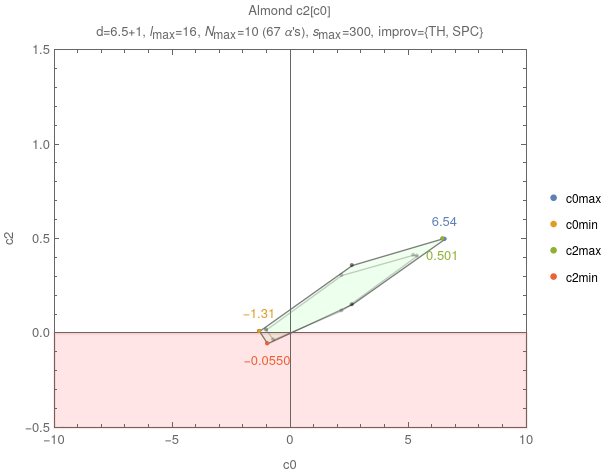 Almond c2[c0]
d=6.5+1, lmax=16, Nmax=10 (67 α's), smax=300, improv={TH, SPC}
1.5
1.0
0.5
0.0
−0.5
c2
6.54
0.501
−1.31
−0.0550
−10
−5
0
5
10
c0
c0max
c0min
c2max
c2min